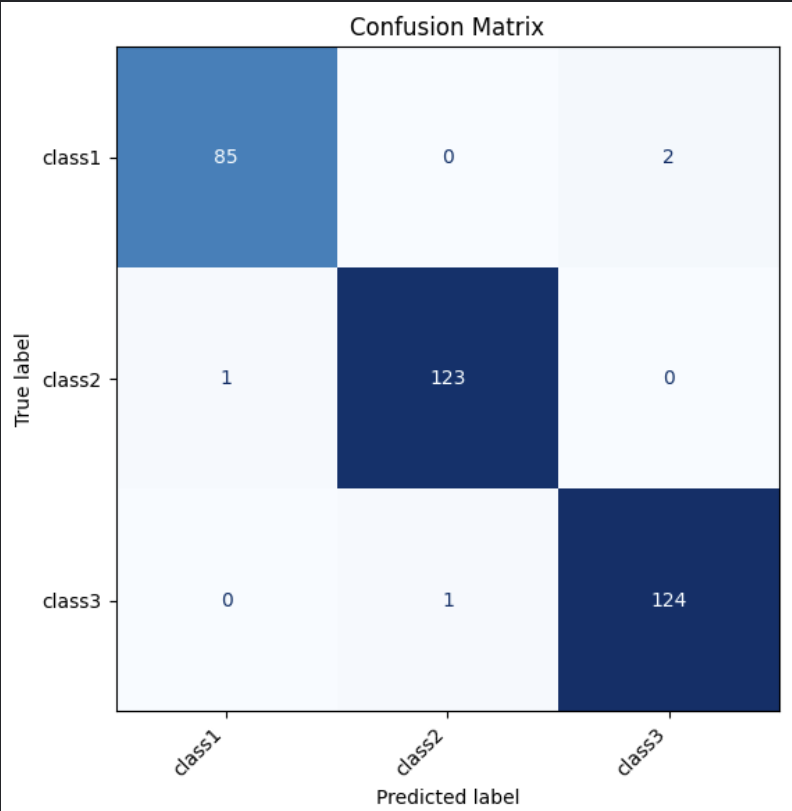 Confusion Matrix
class1 85 0 2
class2 1 123 0
class3 0 1 124
True label
class1 class2 class3
Predicted label